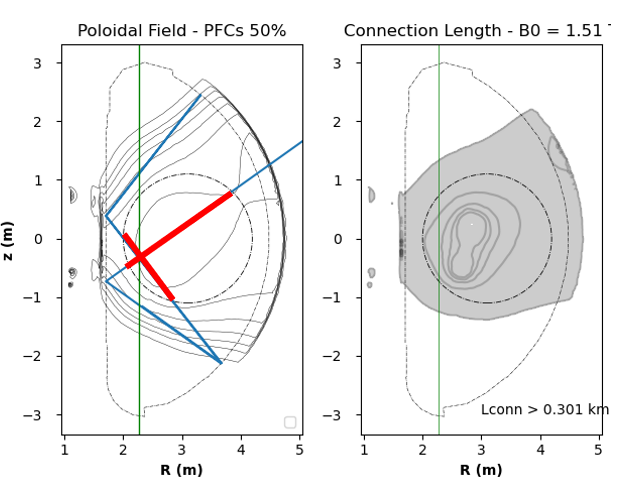 Poloidal Field - PFCs 50%
Connection Length - B0 = 1.51
z (m)
3
2
1
0
−1
−2
−3
1 2 3 4 5
R (m)
3
2
1
0
−1
−2
−3
Lconn > 0.301 km
1 2 3 4 5
R (m)